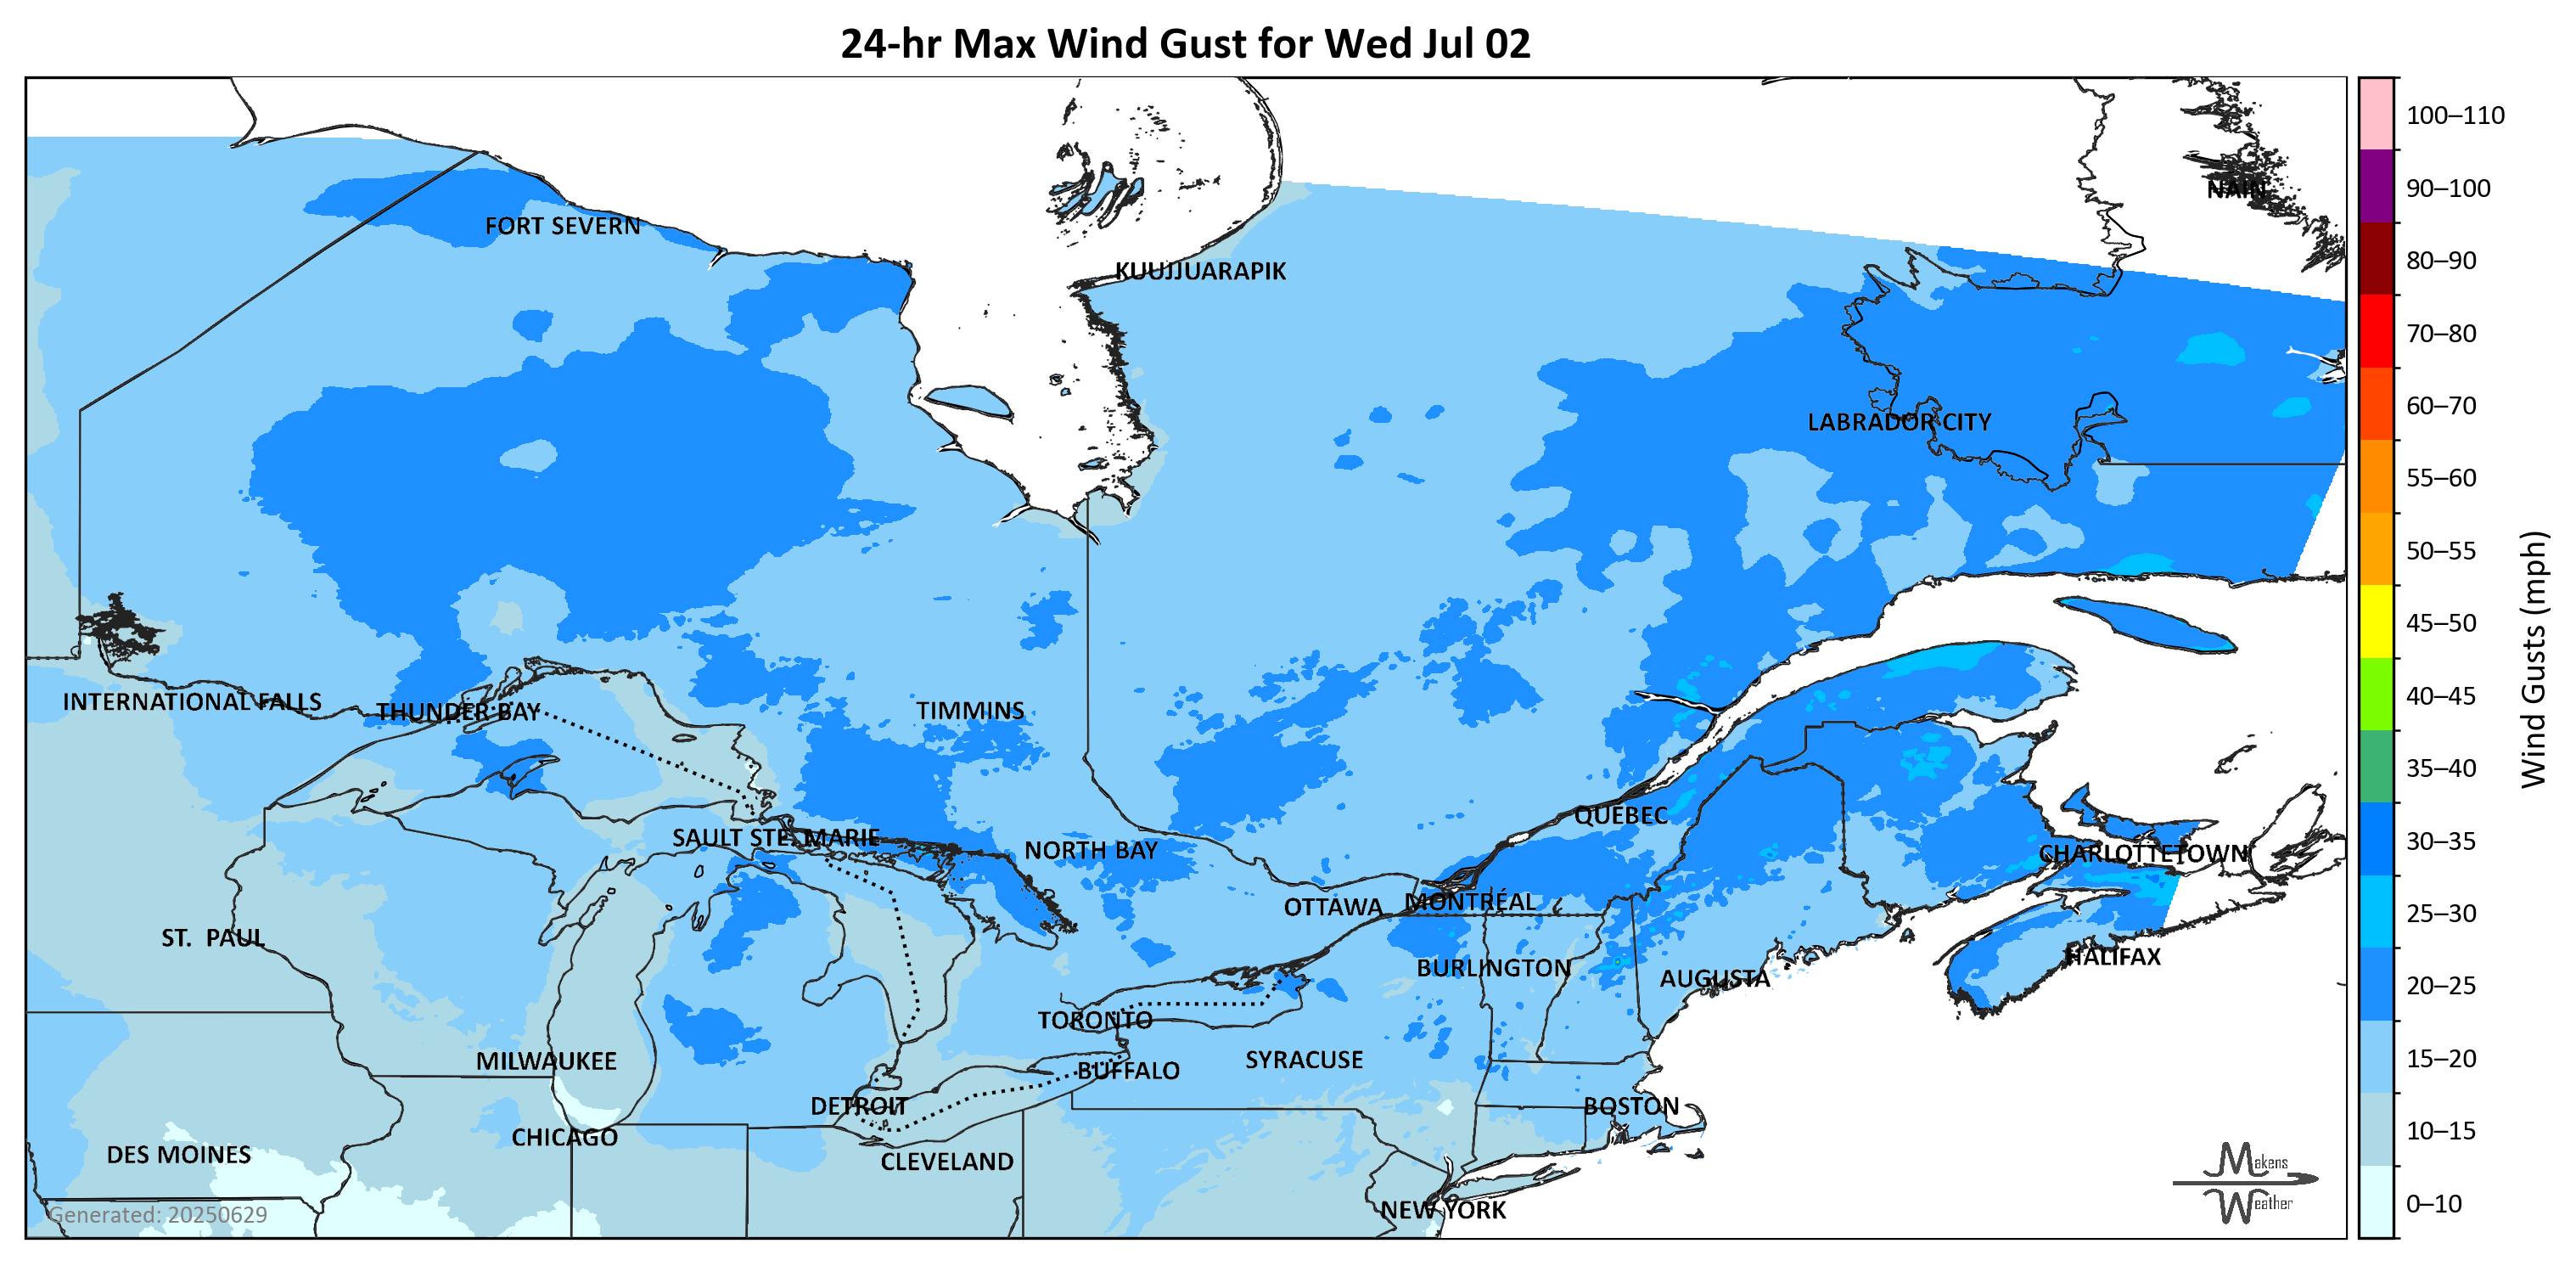 24-hr Max Wind Gust for Wed Jul 02
100–110
90–100
NAIN
FORT SEVERN
80–90
KUUJJUARAPIK
70–80
60–70
LABRADOR CITY
55–60
50–55
45–50
INTERNATIONAL FALLS
THUNDER BAY
TIMMINS
40–45
Wind Gusts (mph)
35–40
QUÉBEC
SAULT STE. MARIE
30–35
NORTH BAY
CHARLOTTETOWN
MONTRÉAL
OTTAWA
25–30
ST. PAUL
HALIFAX
BURLINGTON
AUGUSTA
20–25
TORONTO
MILWAUKEE
SYRACUSE
15–20
BUFFALO
DETROIT
BOSTON
10–15
CHICAGO
DES MOINES
CLEVELAND
Makens
Weather
NEW YORK
0–10
Generated: 20250629